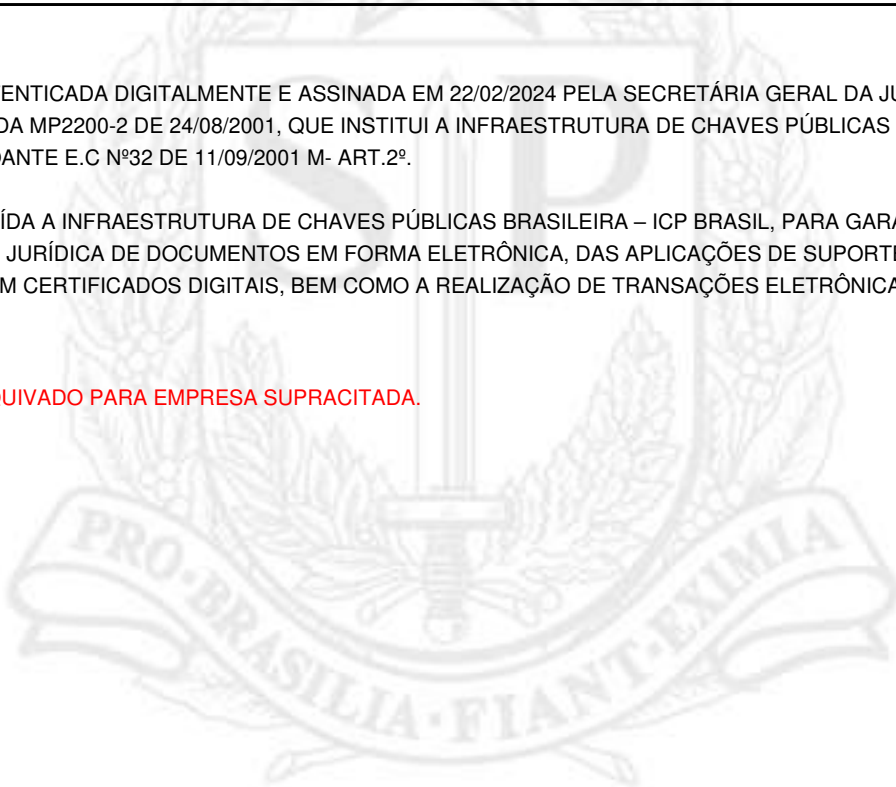 ENTICADA DIGITALMENTE E ASSINADA EM 22/02/2024 PELA SECRETÁRIA GERAL DA JU
DA MP2200-2 DE 24/08/2001, QUE INSTITUI A INFRAESTRUTURA DE CHAVES PÚBLICAS
DANTE E.C Nº32 DE 11/09/2001 M- ART.2º.
ÍDA A INFRAESTRUTURA DE CHAVES PÚBLICAS BRASILEIRA – ICP BRASIL, PARA GARA
JURÍDICA DE DOCUMENTOS EM FORMA ELETRÔNICA, DAS APLICAÇÕES DE SUPORTE
M CERTIFICADOS DIGITAIS, BEM COMO A REALIZAÇÃO DE TRANSAÇÕES ELETRÔNICA
UIVADO PARA EMPRESA SUPRACITADA.
SP
PRO·BRASILIA·FIANT·EXIMIA